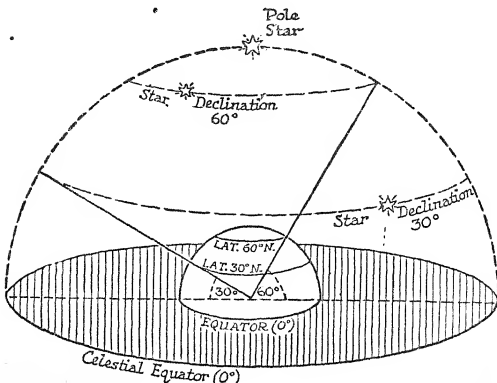 Pole
Star
Star Declination
60°
Star Declination
30°
LAT. 60° N.
LAT. 30° N.
30° 60°
EQUATOR (0°)
Celestial Equator (0°)